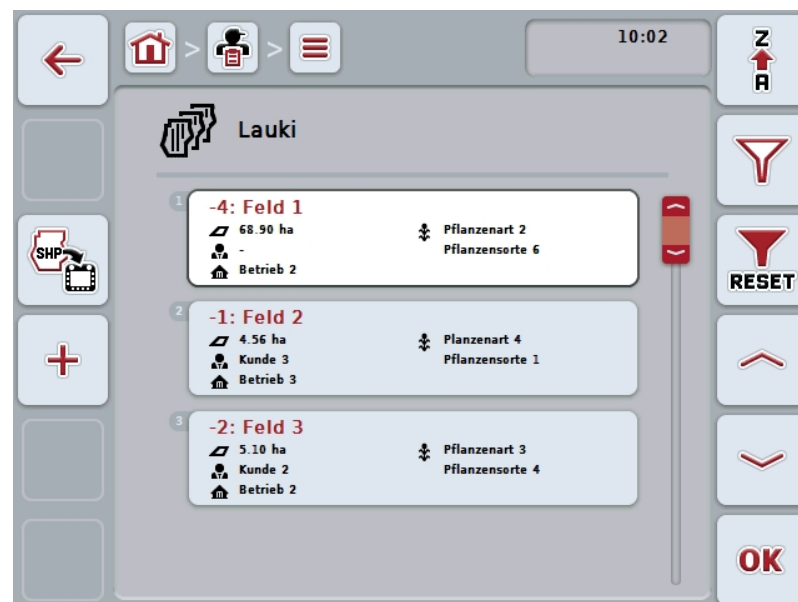 10:02
Z
A
Lauki
1
-4: Feld 1
68.90 ha
Pflanzenart 2
-
Pflanzensorte 6
Betrieb 2
SHP
RESET
2
-1: Feld 2
4.56 ha
Planzenart 4
Kunde 3
Pflanzensorte 1
Betrieb 3
3
-2: Feld 3
5.10 ha
Pflanzenart 3
Kunde 2
Pflanzensorte 4
Betrieb 2
OK